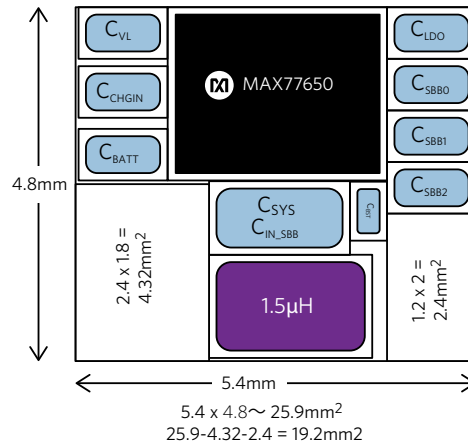 C_VL
MAX77650
C_LDO
C_CHGIN
C_SBB0
C_BATT
C_SBB1
C_SBB2
4.8mm
C_SYS
C_IN_SBB
C_BST
2.4 x 1.8 =
4.32mm²
1.5µH
1.2 x 2 =
2.4mm²
5.4mm
5.4 x 4.8～ 25.9mm²
25.9-4.32-2.4 = 19.2mm²